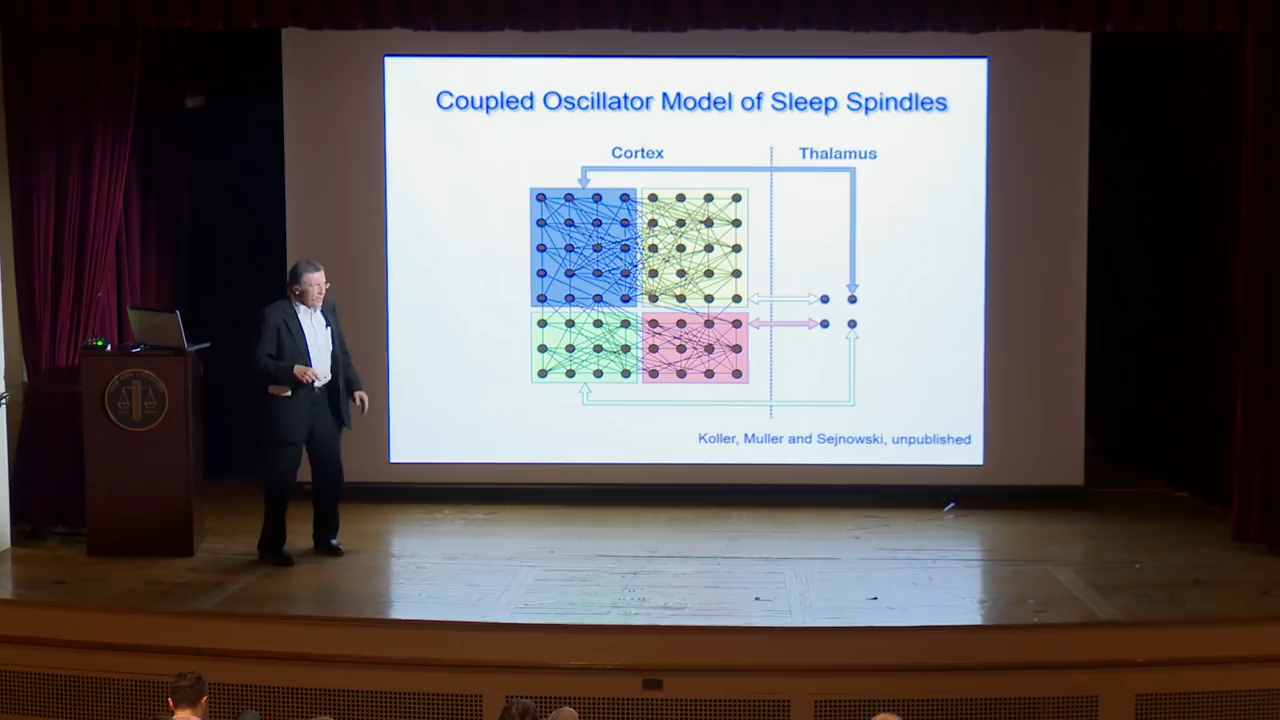 Coupled Oscillator Model of Sleep Spindles
Cortex
Thalamus
Koller, Muller and Sejnowski, unpublished